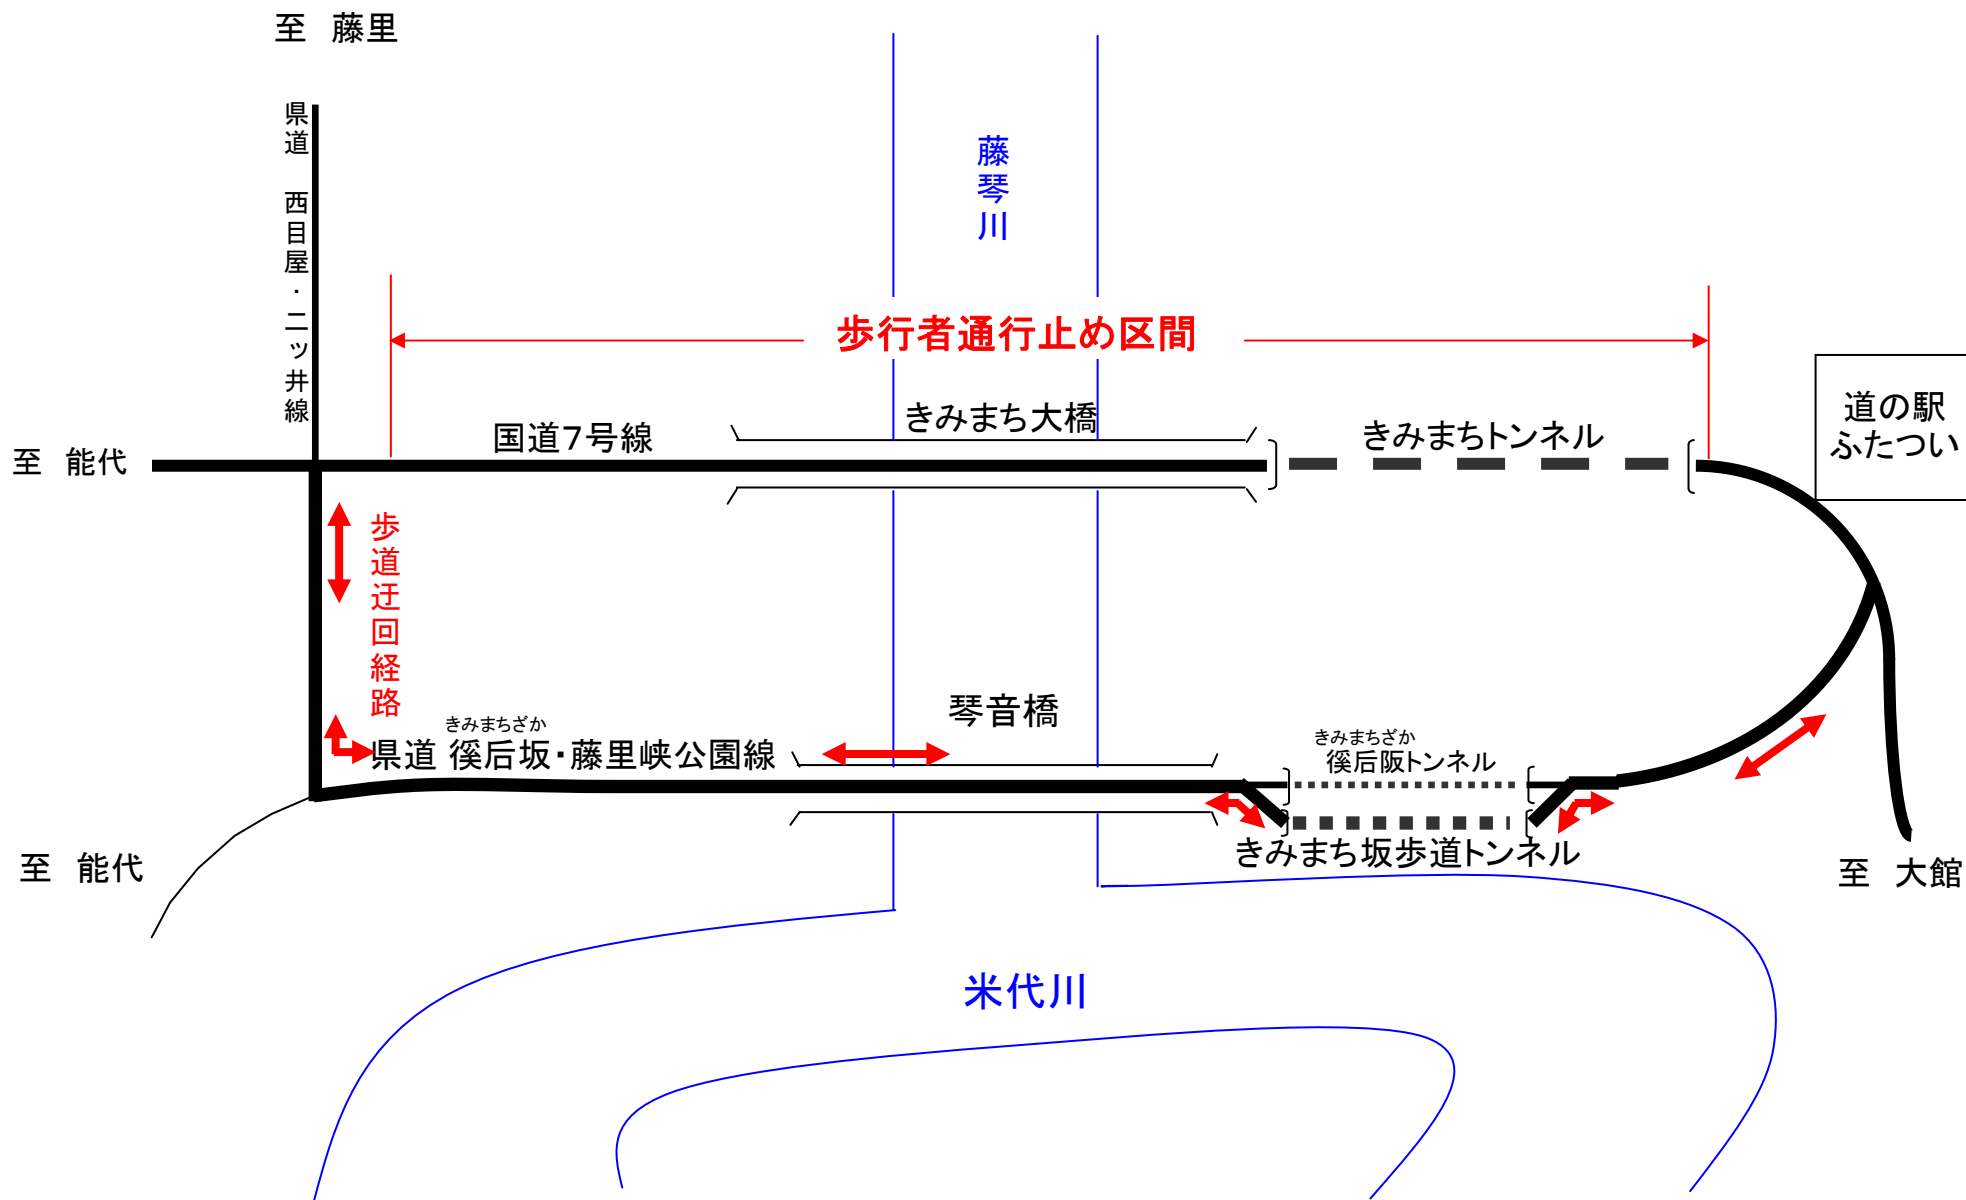 至 藤里
県道 西目屋・二ツ井線
藤琴川
歩行者通行止め区間
道の駅
ふたつい
きみまち大橋
国道7号線
きみまちトンネル
至 能代
歩道迂回経路
琴音橋
きみまちざか
県道 徯后坂・藤里峡公園線
きみまちざか
徯后阪トンネル
きみまち坂歩道トンネル
至 能代
至 大館
米代川